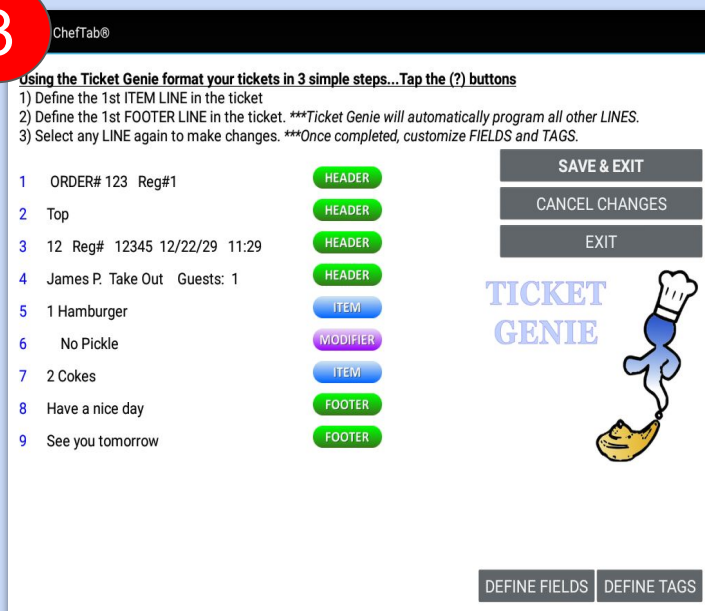 3
ChefTab®
Using the Ticket Genie format your tickets in 3 simple steps...Tap the (?) buttons
1) Define the 1st ITEM LINE in the ticket
2) Define the 1st FOOTER LINE in the ticket. ***Ticket Genie will automatically program all other LINES.
3) Select any LINE again to make changes. ***Once completed, customize FIELDS and TAGS.
SAVE & EXIT
CANCEL CHANGES
EXIT
1 ORDER# 123 Reg#1 HEADER
2 Top HEADER
3 12 Reg# 12345 12/22/29 11:29 HEADER
4 James P. Take Out Guests: 1 HEADER
5 1 Hamburger ITEM
6 No Pickle MODIFIER
7 2 Cokes ITEM
8 Have a nice day FOOTER
9 See you tomorrow FOOTER
TICKET
GENIE
DEFINE FIELDS DEFINE TAGS